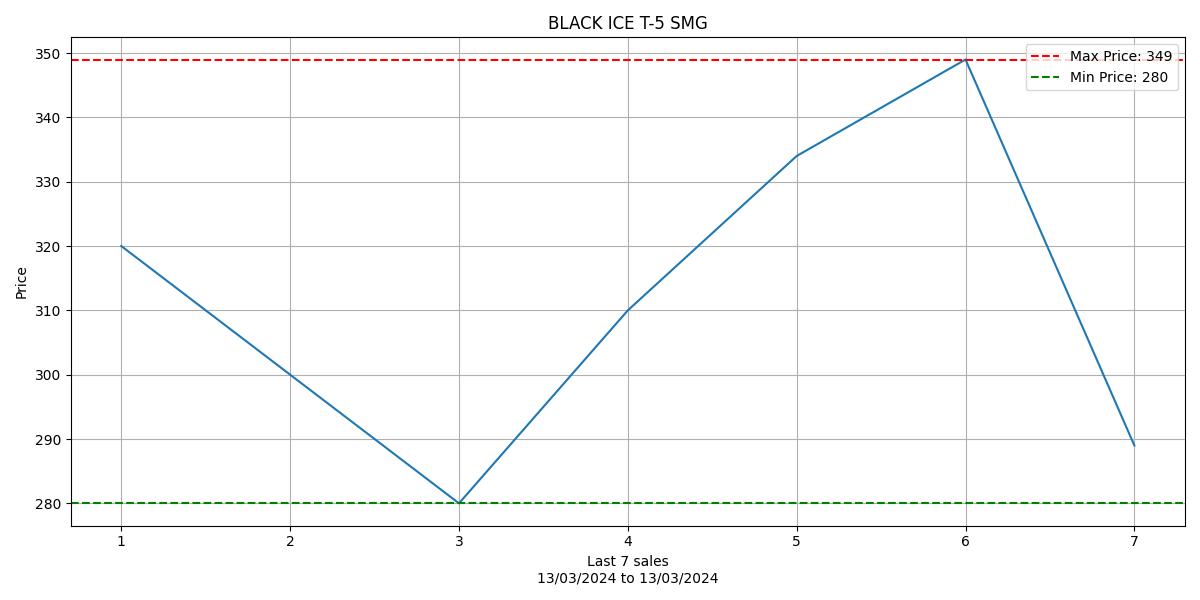 BLACK ICE T-5 SMG
Max Price: 349
Min Price: 280
350
340
330
320
310
300
290
280
Price
1 2 3 4 5 6 7
Last 7 sales
13/03/2024 to 13/03/2024